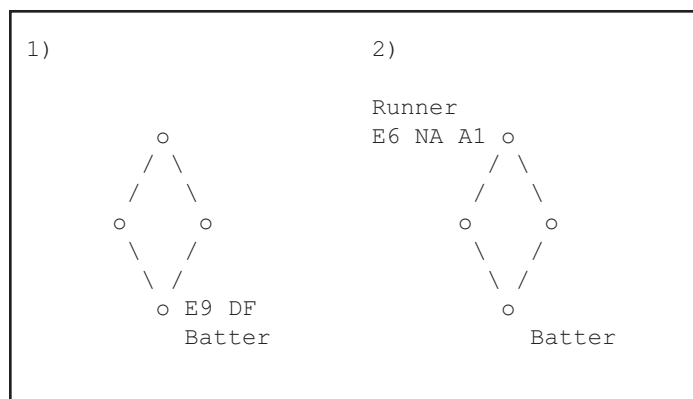 1)
2)
Runner
E6 NA A1
E9 DF
Batter
Batter